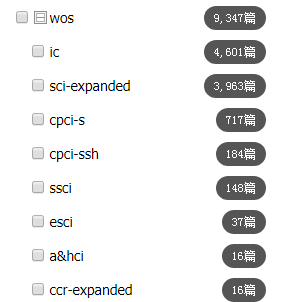 wos 9,347篇
ic 4,601篇
sci-expanded 3,963篇
cpci-s 717篇
cpci-ssh 184篇
ssci 148篇
esci 37篇
a&hci 16篇
ccr-expanded 16篇